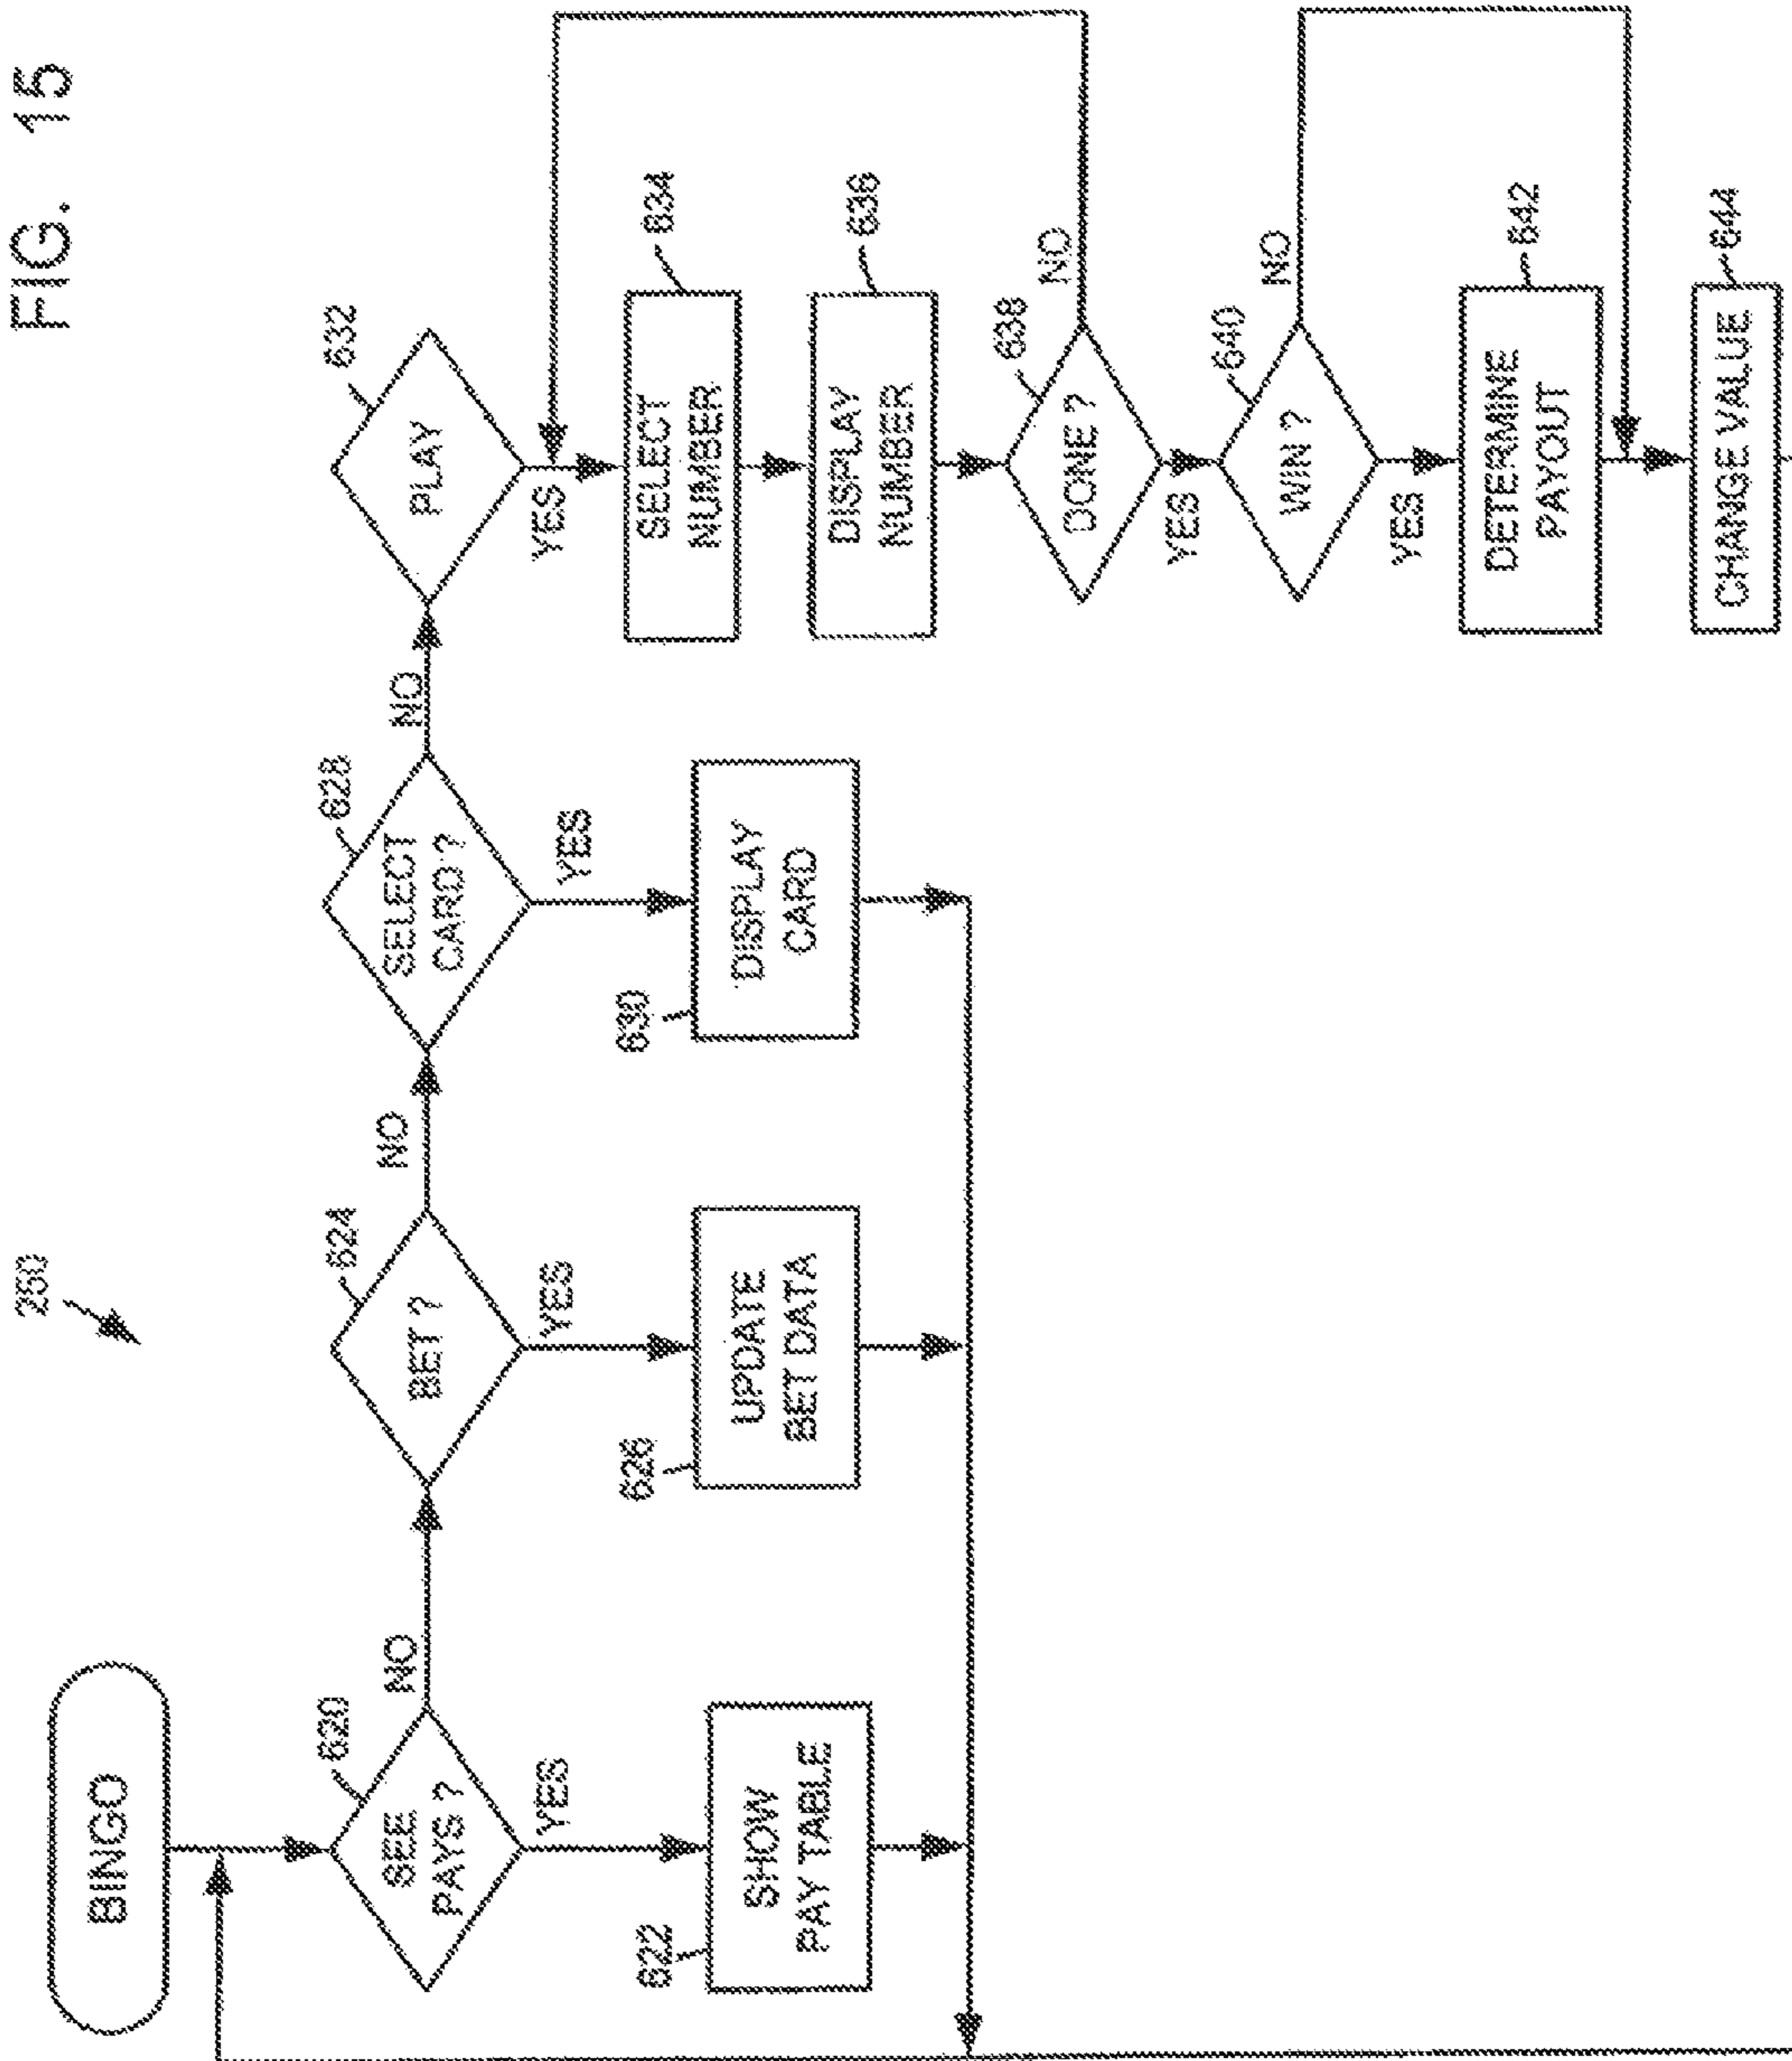 FIG. 15
250
BINGO
620
SEE
PAYS ?
NO
YES
622
SHOW
PAY TABLE
624
BET ?
NO
YES
626
UPDATE
BET DATA
628
SELECT
CARD ?
NO
YES
630
DISPLAY
CARD
632
PLAY
YES
634
SELECT
NUMBER
636
DISPLAY
NUMBER
638
DONE ?
NO
YES
640
WIN ?
NO
YES
642
DETERMINE
PAYOUT
644
CHANGE VALUE